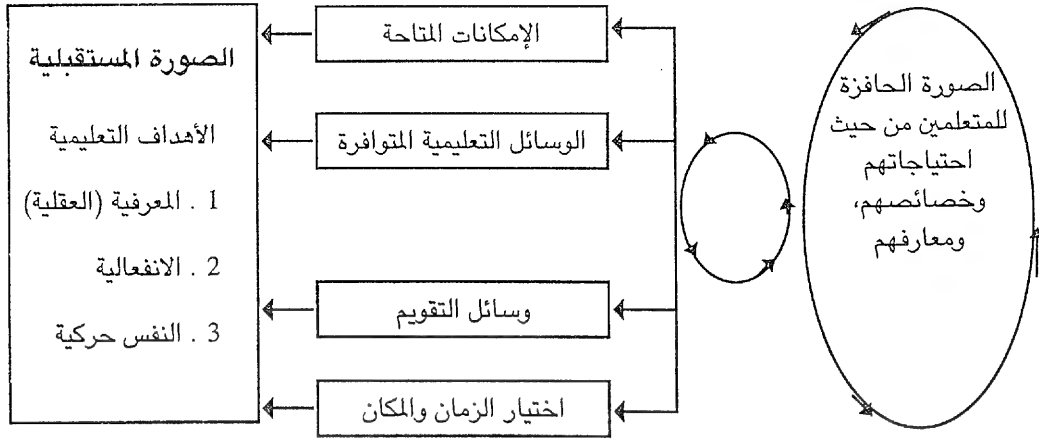 الصورة الحافزة
للمتعلمين من حيث
احتياجاتهم
وخصائصهم،
ومعارفهم
الإمكانات المتاحة
الوسائل التعليمية المتوافرة
وسائل التقويم
اختيار الزمان والمكان
الصورة المستقبلية
الأهداف التعليمية
1 . المعرفية (العقلية)
2 . الانفعالية
3 . النفس حركية